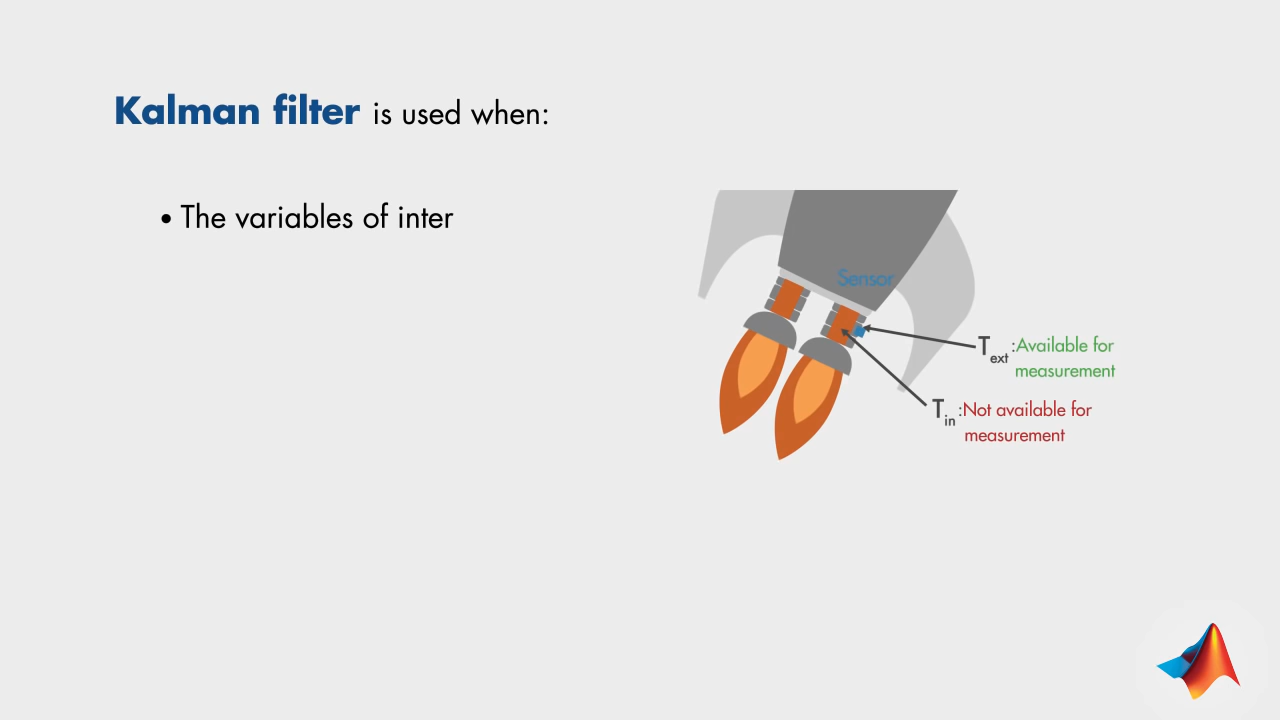 Kalman filter is used when:
• The variables of inter
Sensor
T_ext :Available for
measurement
T_in :Not available for
measurement